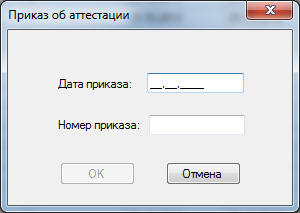 Приказ об аттестации
Дата приказа: __.__.____
Номер приказа:
OK Отмена